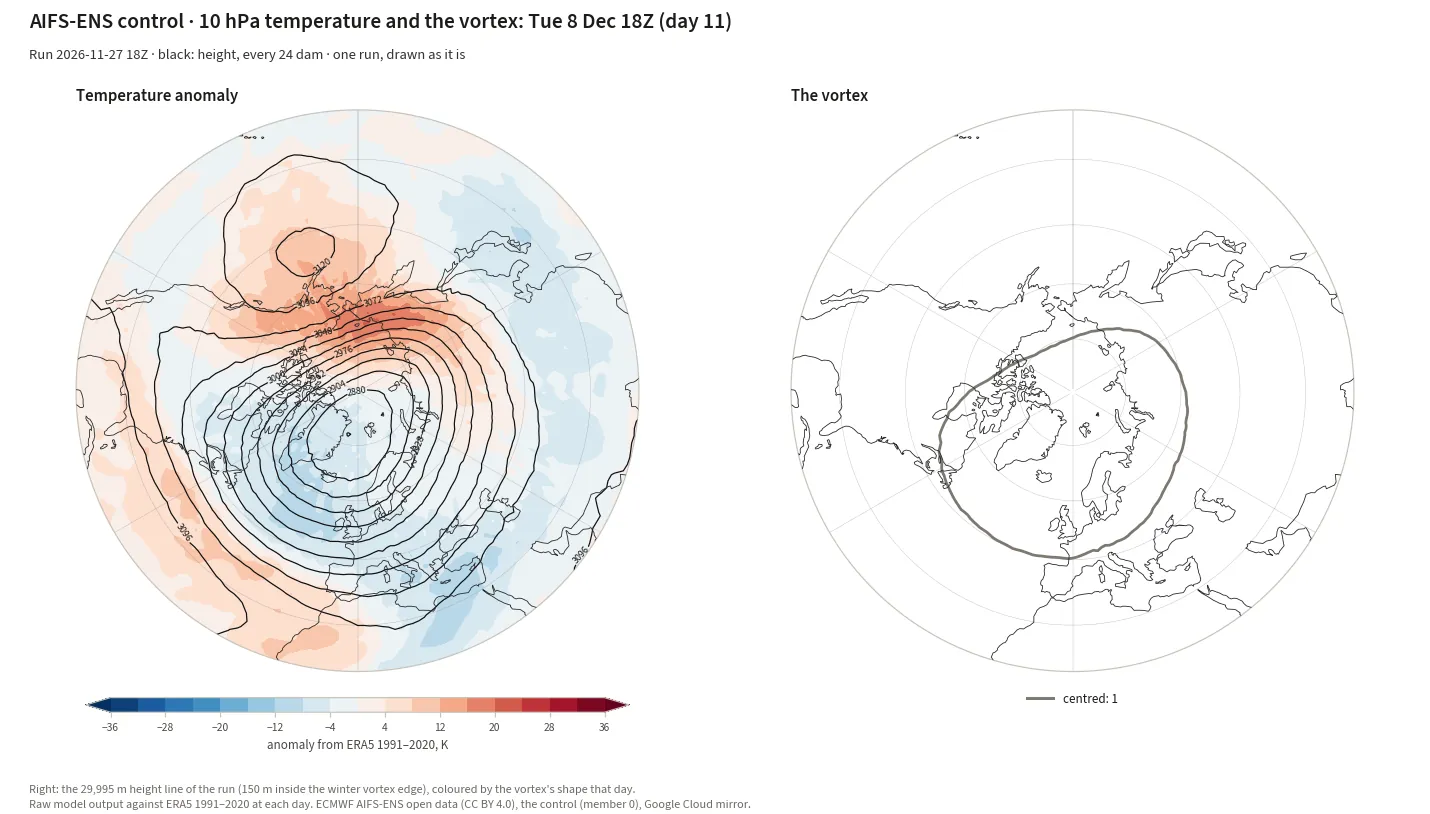 AIFS-ENS control · 10 hPa temperature and the vortex: Tue 8 Dec 18Z (day 11)
Run 2026-11-27 18Z · black: height, every 24 dam · one run, drawn as it is
Temperature anomaly
The vortex
3120
3096
3072
3048
2976
2904
2880
3096
3096
−36
−28
−20
−12
−4
4
12
20
28
36
anomaly from ERA5 1991–2020, K
centred: 1
Right: the 29,995 m height line of the run (150 m inside the winter vortex edge), coloured by the vortex's shape that day.
Raw model output against ERA5 1991–2020 at each day. ECMWF AIFS-ENS open data (CC BY 4.0), the control (member 0), Google Cloud mirror.